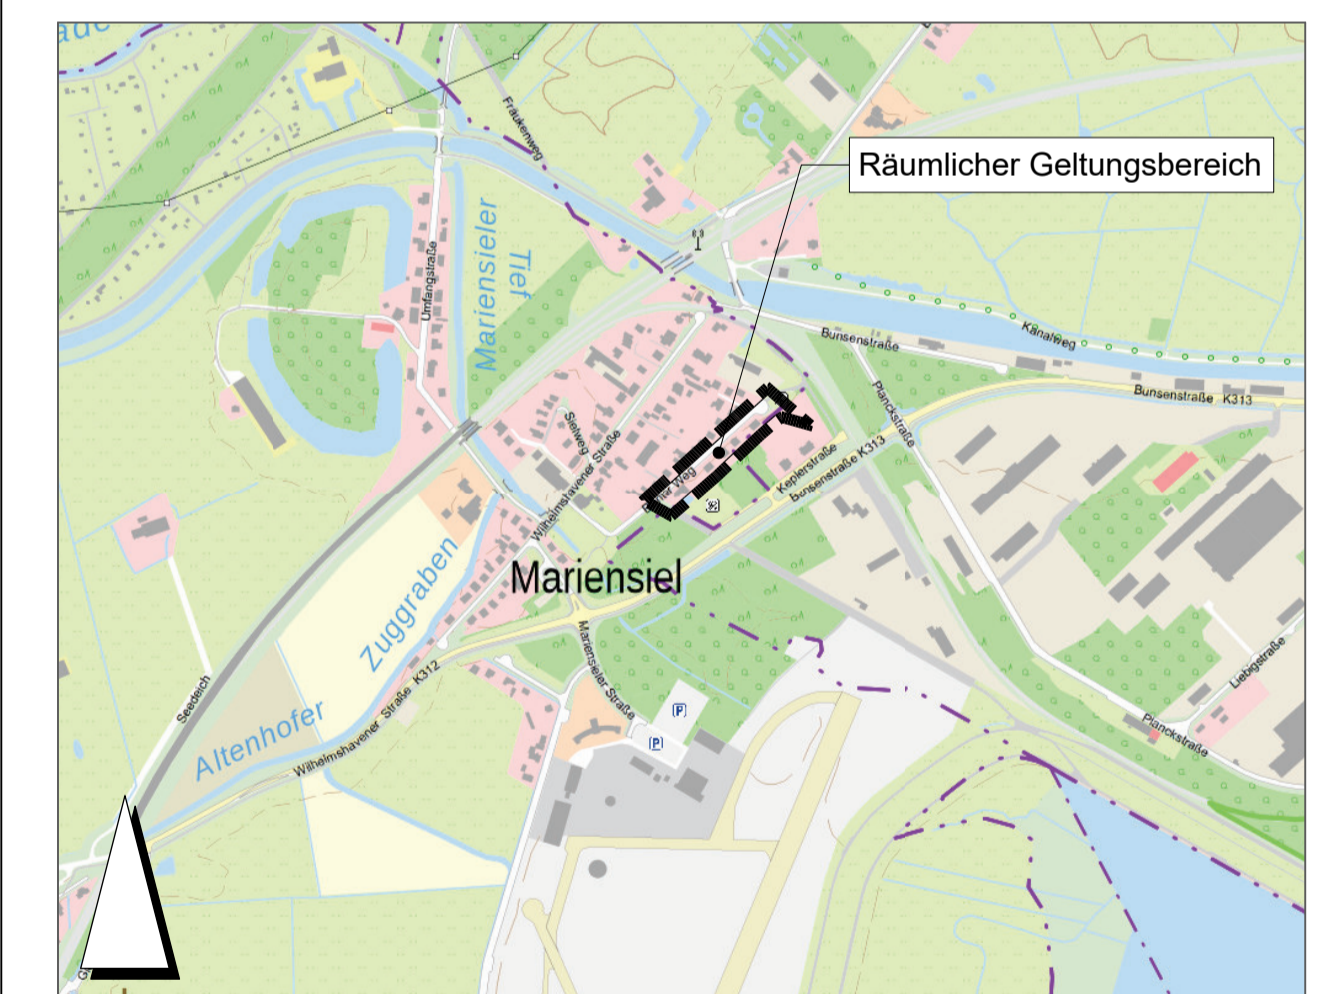 Fraukenweg
Räumlicher Geltungsbereich
Mariensieler
Tief
Umfangstraße
Kanalweg
Bunsenstraße
Bunsenstraße K313
Planckstraße
Sielweg
Wilhelmshavener Straße
Keplerstraße
Bunsenstraße K313
Weg
Mariensiel
Zuggraben
Altenhofer
Mariensieler Straße
Wilhelmshavener Straße K312
Seedeich
Liebigstraße
Planckstraße
P
P